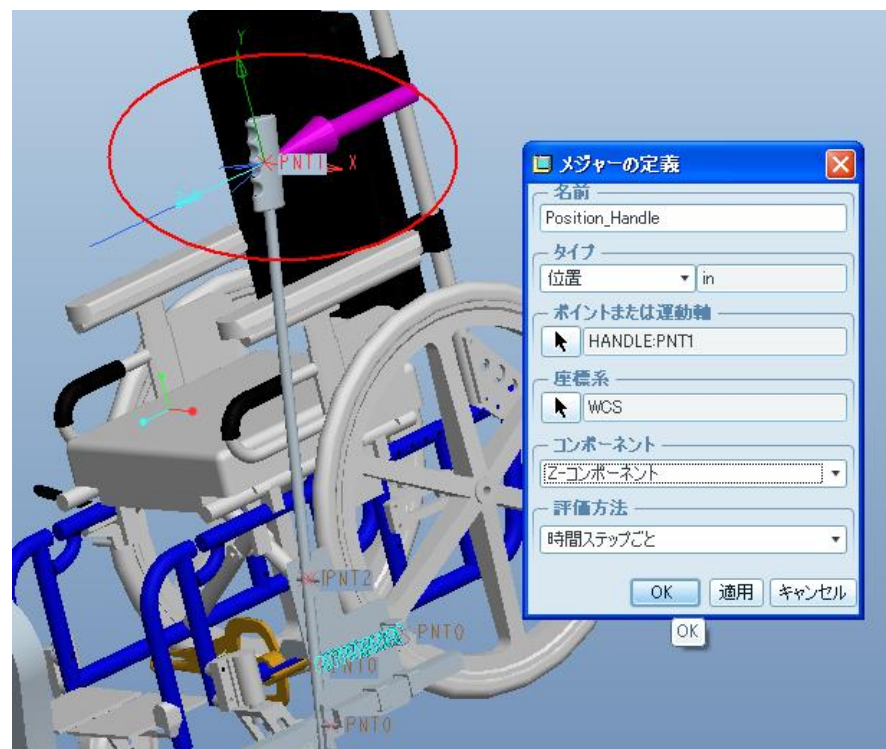 Y
PNT1 X
Z
PNT2
PNT0
PNT0
PNT0
メジャーの定義
名前
Position_Handle
タイプ
位置 in
ポイントまたは運動軸
HANDLE:PNT1
座標系
WCS
コンポーネント
Z-コンポーネント
評価方法
時間ステップごと
OK 適用 キャンセル
OK